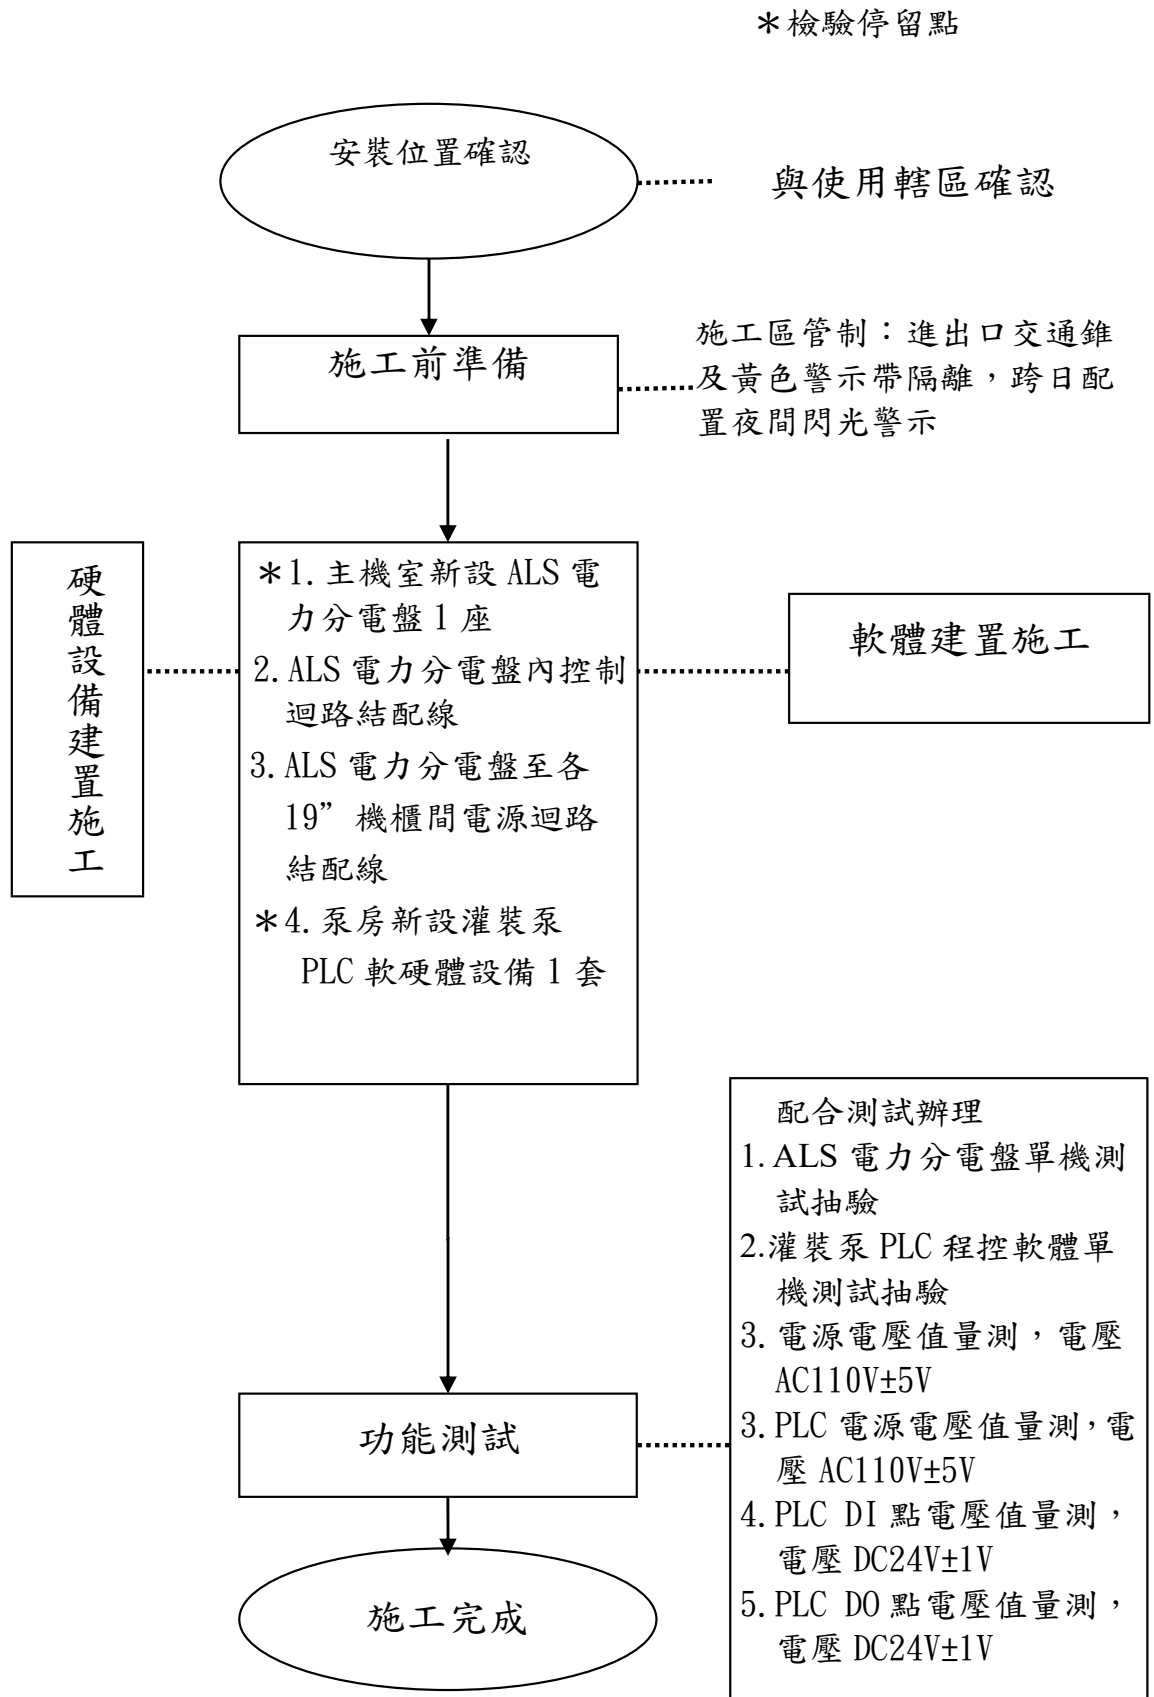 ＊檢驗停留點
安裝位置確認
與使用轄區確認
施工前準備
施工區管制：進出口交通錐
及黃色警示帶隔離，跨日配
置夜間閃光警示
硬體設備建置施工
＊1.主機室新設 ALS 電
力分電盤 1 座
2.ALS 電力分電盤內控制
迴路結配線
3.ALS 電力分電盤至各
19”機櫃間電源迴路
結配線
＊4.泵房新設灌裝泵
PLC 軟硬體設備 1 套
軟體建置施工
功能測試
配合測試辦理
1.ALS 電力分電盤單機測
試抽驗
2.灌裝泵 PLC 程控軟體單
機測試抽驗
3.電源電壓值量測，電壓
AC110V±5V
3.PLC 電源電壓值量測，電
壓 AC110V±5V
4.PLC DI 點電壓值量測，
電壓 DC24V±1V
5.PLC DO 點電壓值量測，
電壓 DC24V±1V
施工完成